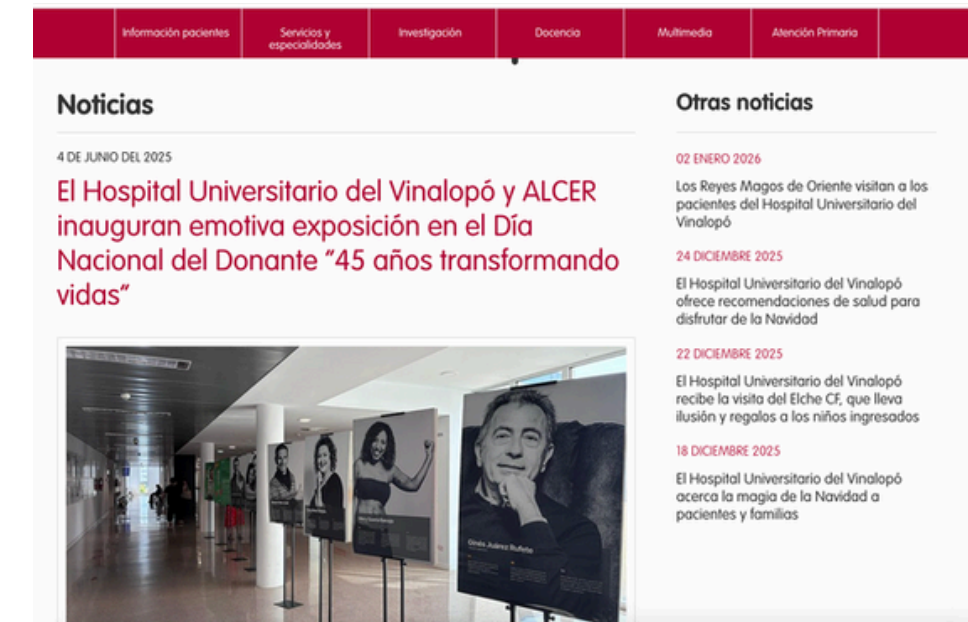 Información pacientes
Servicios y
especialidades
Investigación
Docencia
Multimedia
Atención Primaria
Noticias
4 DE JUNIO DEL 2025
El Hospital Universitario del Vinalopó y ALCER
inauguran emotiva exposición en el Día
Nacional del Donante “45 años transformando
vidas”
Ginés Juárez Rufete
Otras noticias
02 ENERO 2026
Los Reyes Magos de Oriente visitan a los
pacientes del Hospital Universitario del
Vinalopó
24 DICIEMBRE 2025
El Hospital Universitario del Vinalopó
ofrece recomendaciones de salud para
disfrutar de la Navidad
22 DICIEMBRE 2025
El Hospital Universitario del Vinalopó
recibe la visita del Elche CF, que lleva
ilusión y regalos a los niños ingresados
18 DICIEMBRE 2025
El Hospital Universitario del Vinalopó
acerca la magia de la Navidad a
pacientes y familias